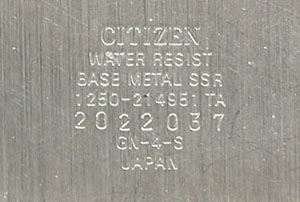 CITIZEN
WATER RESIST
BASE METAL SSR
1250-214951 TA
2022037
GN-4-S
JAPAN